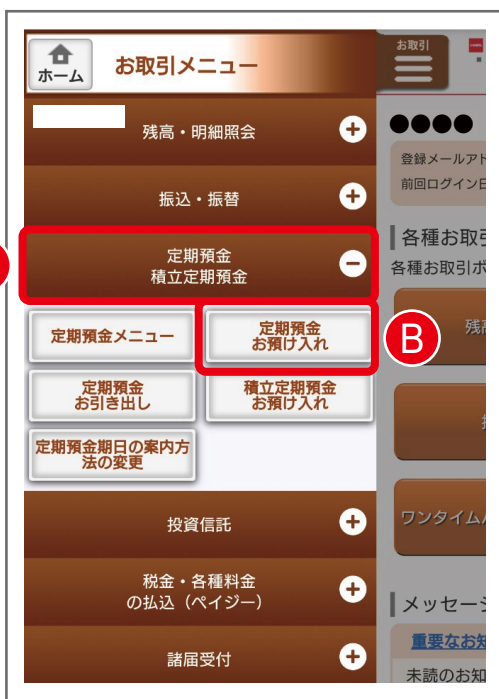 ホーム
お取引メニュー
残高・明細照会
振込・振替
定期預金
積立定期預金
定期預金メニュー
定期預金
お預け入れ
B
定期預金
お引き出し
積立定期預金
お預け入れ
定期預金期日の案内方
法の変更
投資信託
税金・各種料金
の払込（ペイジー）
諸届受付
お取引
登録メールアド
前回ログイン日
各種お取引
各種お取引ボ
残高
ワンタイム
メッセージ
重要なお知
未読のお知